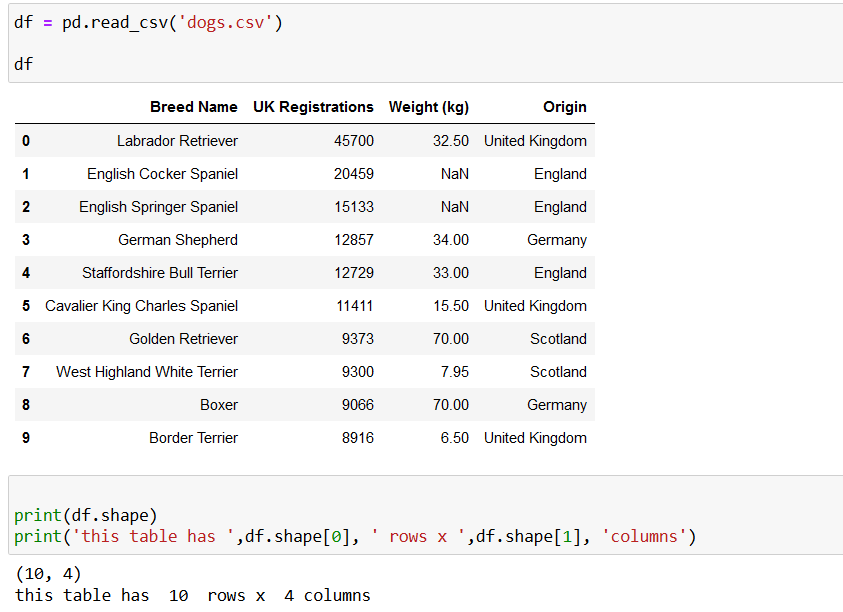 df = pd.read_csv('dogs.csv')
df
Breed Name UK Registrations Weight (kg) Origin
0 Labrador Retriever 45700 32.50 United Kingdom
1 English Cocker Spaniel 20459 NaN England
2 English Springer Spaniel 15133 NaN England
3 German Shepherd 12857 34.00 Germany
4 Staffordshire Bull Terrier 12729 33.00 England
5 Cavalier King Charles Spaniel 11411 15.50 United Kingdom
6 Golden Retriever 9373 70.00 Scotland
7 West Highland White Terrier 9300 7.95 Scotland
8 Boxer 9066 70.00 Germany
9 Border Terrier 8916 6.50 United Kingdom
print(df.shape)
print('this table has ',df.shape[0], ' rows x ',df.shape[1], 'columns')
(10, 4)
this table has  10  rows x  4 columns